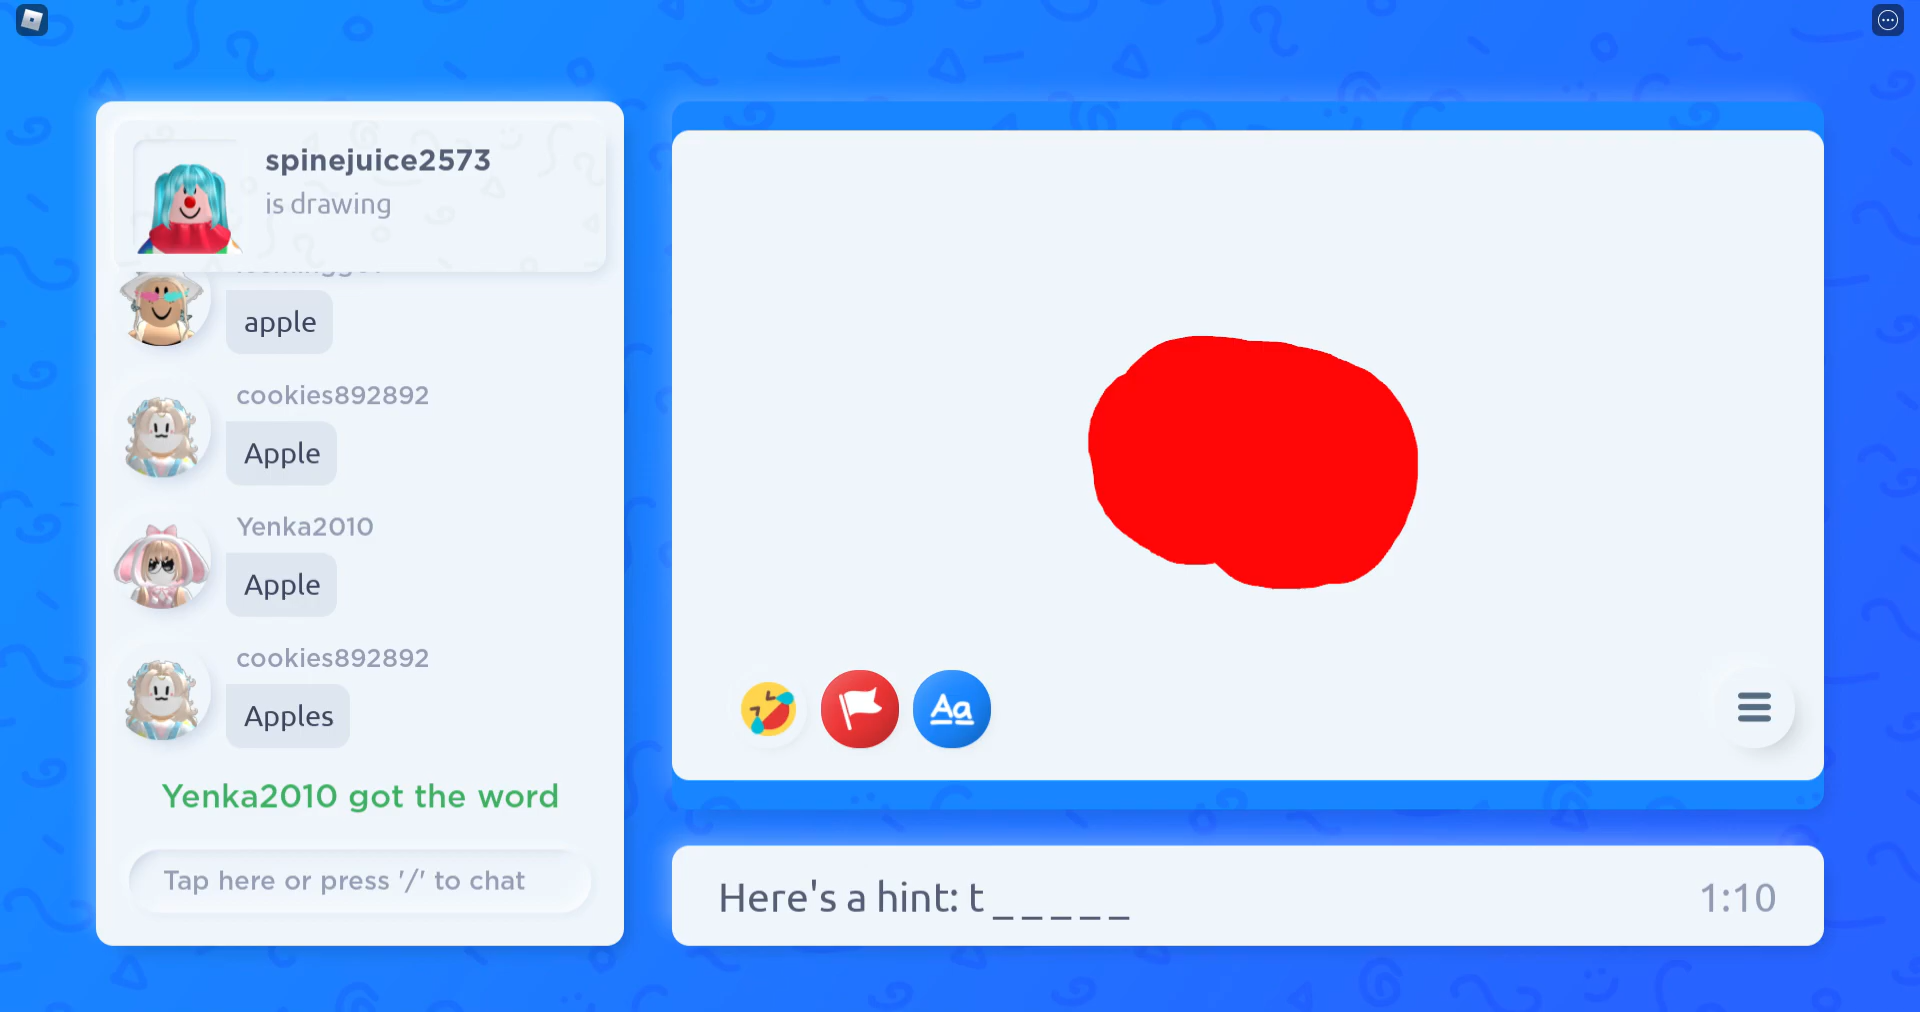 spinejuice2573
is drawing
apple
cookies892892
Apple
Yenka2010
Apple
cookies892892
Apples
Yenka2010 got the word
Tap here or press '/' to chat
Aa
Here's a hint: t _ _ _ _ _
1:10